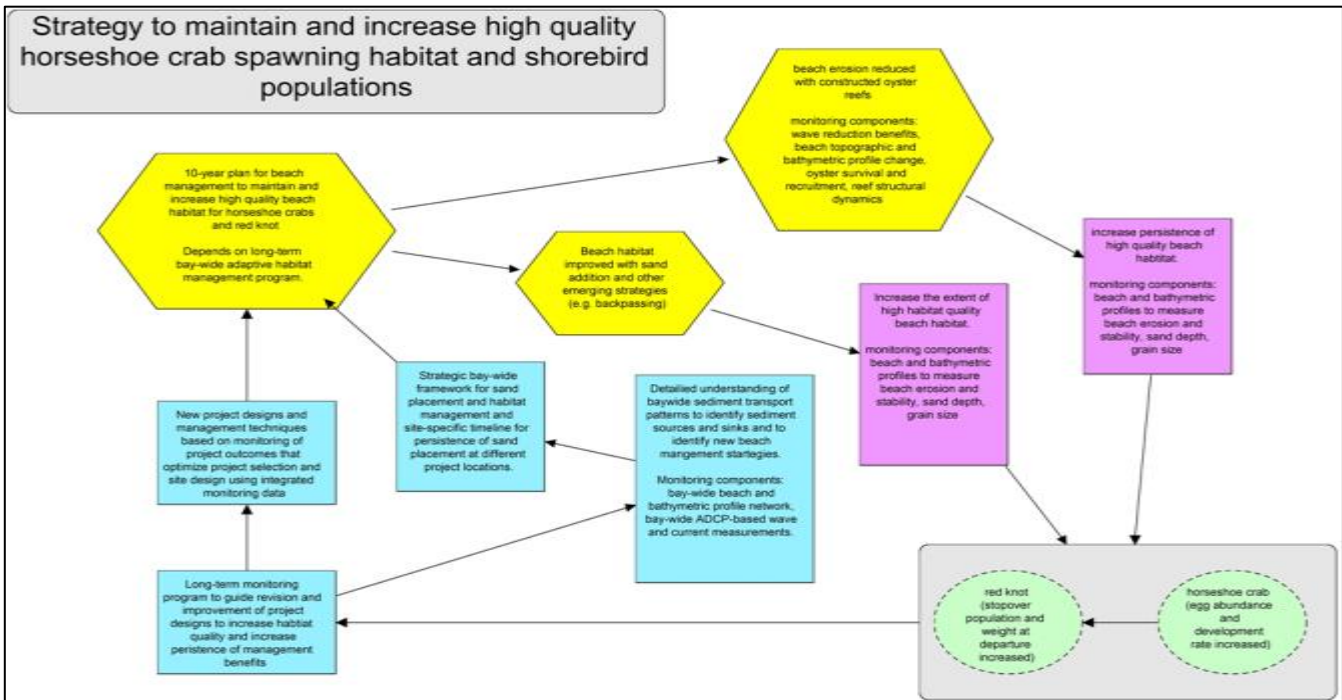 Strategy to maintain and increase high quality
horseshoe crab spawning habitat and shorebird
populations
beach erosion reduced
with constructed oyster
reefs
monitoring components:
wave reduction benefits,
beach topographic and
bathymetric profile change,
oyster survival and
recruitment, reef structural
dynamics
10-year plan for beach
management to maintain and
increase high quality beach
habitat for horseshoe crabs
and red knot
Depends on long-term
bay-wide adaptive habitat
management program.
Beach habitat
improved with sand
addition and other
emerging strategies
(e.g. backpassing)
increase persistence of
high quality beach
habtitat.
monitoring components:
beach and bathymetric
profiles to measure
beach erosion and
stability, sand depth,
grain size
Increase the extent of
high habitat quality
beach habitat.
monitoring components:
beach and bathymetric
profiles to measure
beach erosion and
stability, sand depth,
grain size
Strategic bay-wide
framework for sand
placement and habitat
management and
site-specific timeline for
persistence of sand
placement at different
project locations.
Detailied understanding of
baywide sediment transport
patterns to identify sediment
sources and sinks and to
identify new beach
mangement startegies.
Monitoring components:
bay-wide beach and
bathymetric profile network,
bay-wide ADCP-based wave
and current measurements.
New project designs and
management techniques
based on monitoring of
project outcomes that
optimize project selection and
site design using integrated
monitoring data
Long-term monitoring
program to guide revision and
improvement of project
designs to increase habtiat
quality and increase
peristence of management
benefits
red knot
(stopover
population and
weight at
departure
increased)
horseshoe crab
(egg abundance
and
development
rate increased)